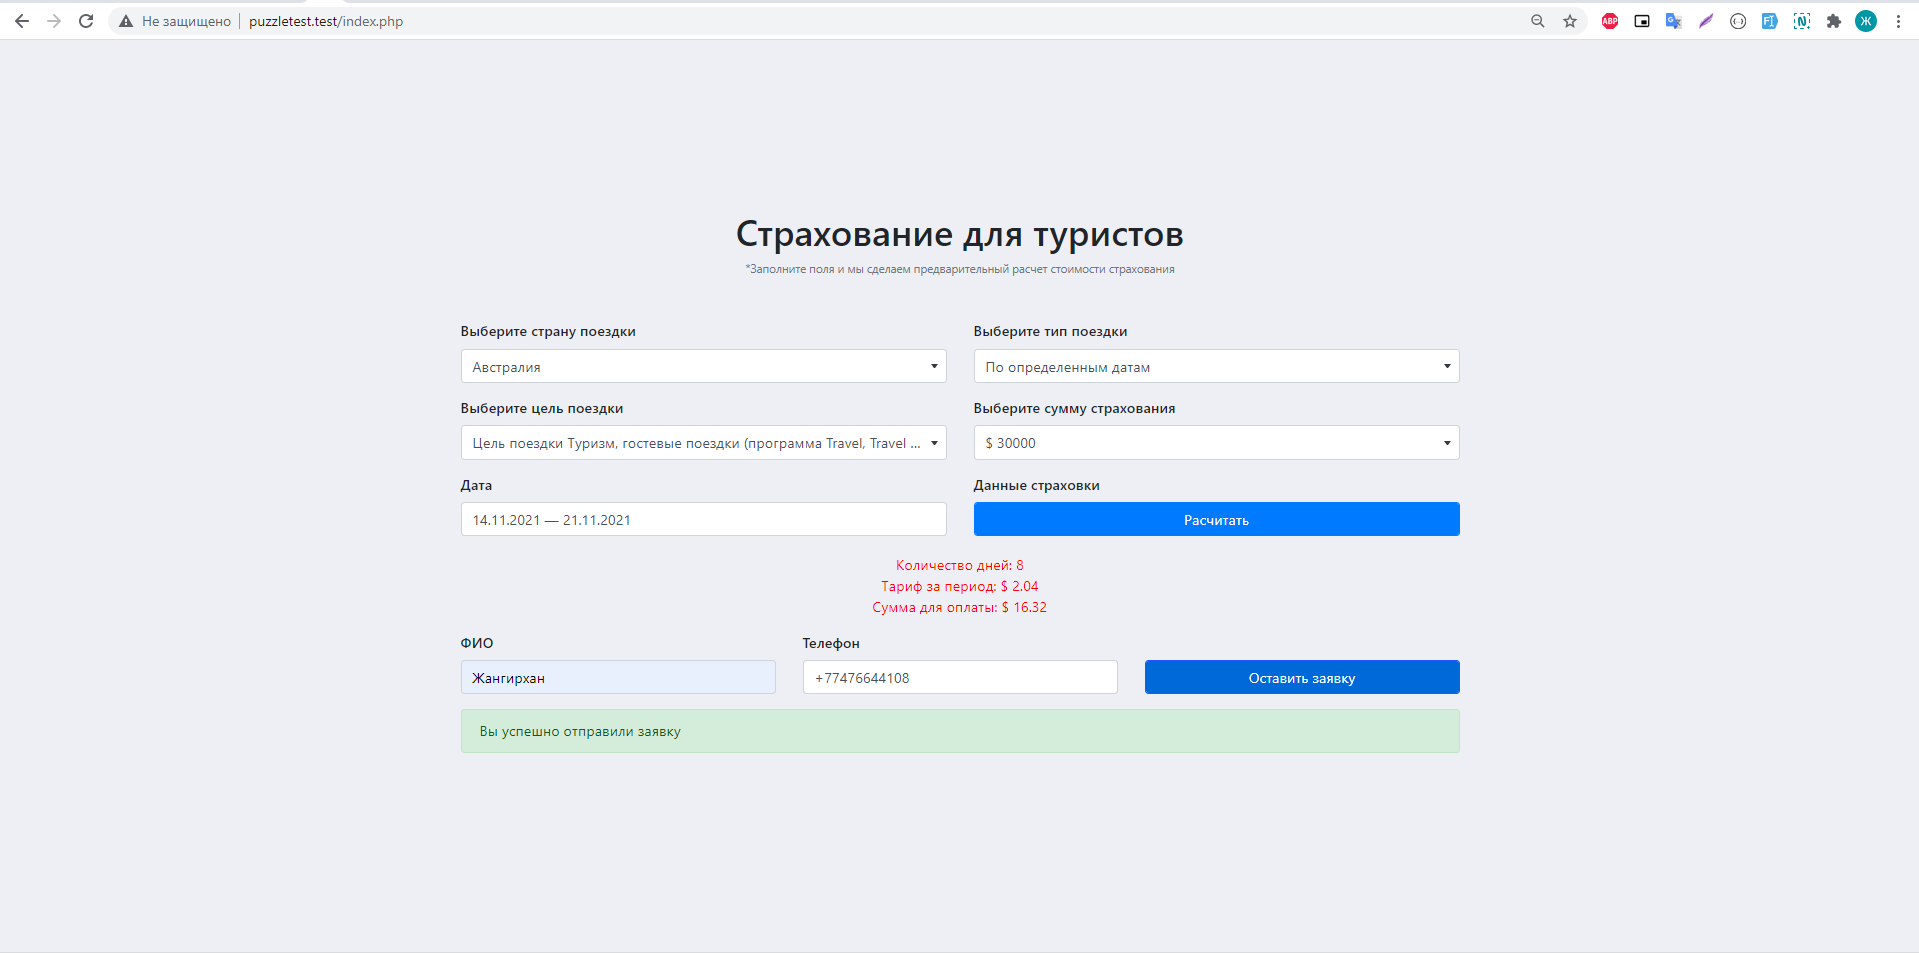 Не защищено puzzletest.test/index.php
ABP Ж
Страхование для туристов
*Заполните поля и мы сделаем предварительный расчет стоимости страхования
Выберите страну поездки Выберите тип поездки
Австралия По определенным датам
Выберите цель поездки Выберите сумму страхования
Цель поездки Туризм, гостевые поездки (программа Travel, Travel ... $ 30000
Дата Данные страховки
14.11.2021 — 21.11.2021 Расчитать
Количество дней: 8
Тариф за период: $ 2.04
Сумма для оплаты: $ 16.32
ФИО Телефон
Жангирхан +77476644108 Оставить заявку
Вы успешно отправили заявку